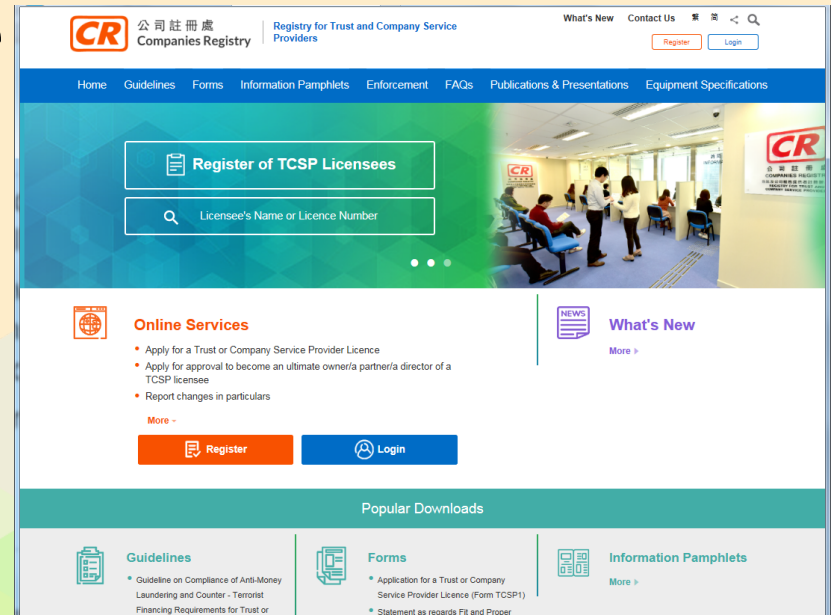 What's New Contact Us 繁 简
CR 公司註冊處
Companies Registry
Registry for Trust and Company Service
Providers
Register Login
Home Guidelines Forms Information Pamphlets Enforcement FAQs Publications & Presentations Equipment Specifications
Register of TCSP Licensees
Licensee's Name or Licence Number
CR
CR
公司註冊處
COMPANIES REGISTRY
Online Services
• Apply for a Trust or Company Service Provider Licence
• Apply for approval to become an ultimate owner/a partner/a director of a
TCSP licensee
• Report changes in particulars
More
Register
Login
NEWS
What's New
More
Popular Downloads
Guidelines
• Guideline on Compliance of Anti-Money
Laundering and Counter - Terrorist
Financing Requirements for Trust or
Forms
• Application for a Trust or Company
Service Provider Licence (Form TCSP1)
• Statement as regards Fit and Proper
Information Pamphlets
More